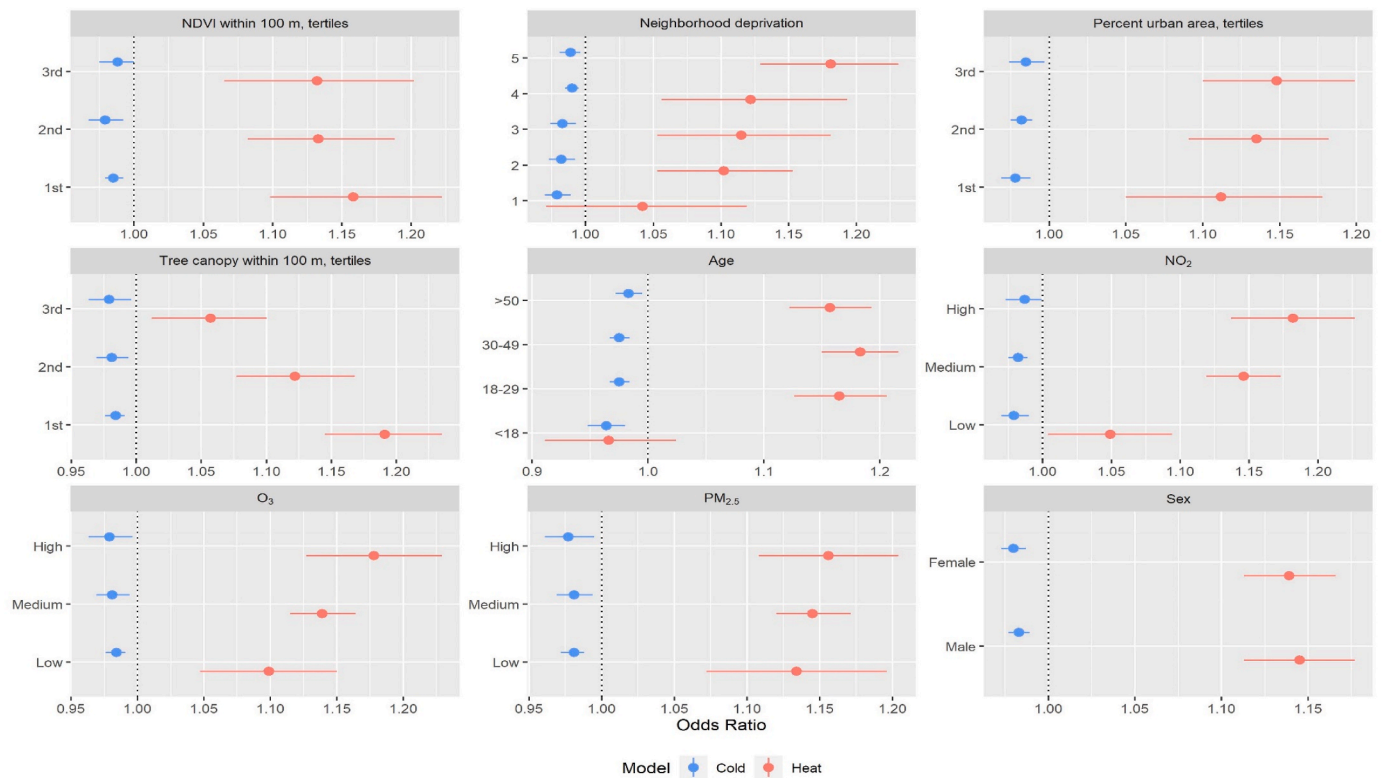 NDVI within 100 m, tertiles
3rd
2nd
1st
1.00 1.05 1.10 1.15 1.20
Neighborhood deprivation
5
4
3
2
1
1.00 1.05 1.10 1.15 1.20
Percent urban area, tertiles
3rd
2nd
1st
1.00 1.05 1.10 1.15 1.20
Tree canopy within 100 m, tertiles
3rd
2nd
1st
0.95 1.00 1.05 1.10 1.15 1.20
Age
>50
30-49
18-29
<18
0.9 1.0 1.1 1.2
NO₂
High
Medium
Low
1.00 1.05 1.10 1.15 1.20
O₃
High
Medium
Low
0.95 1.00 1.05 1.10 1.15 1.20
PM₂.₅
High
Medium
Low
0.95 1.00 1.05 1.10 1.15 1.20
Sex
Female
Male
1.00 1.05 1.10 1.15
Odds Ratio
Model Cold Heat